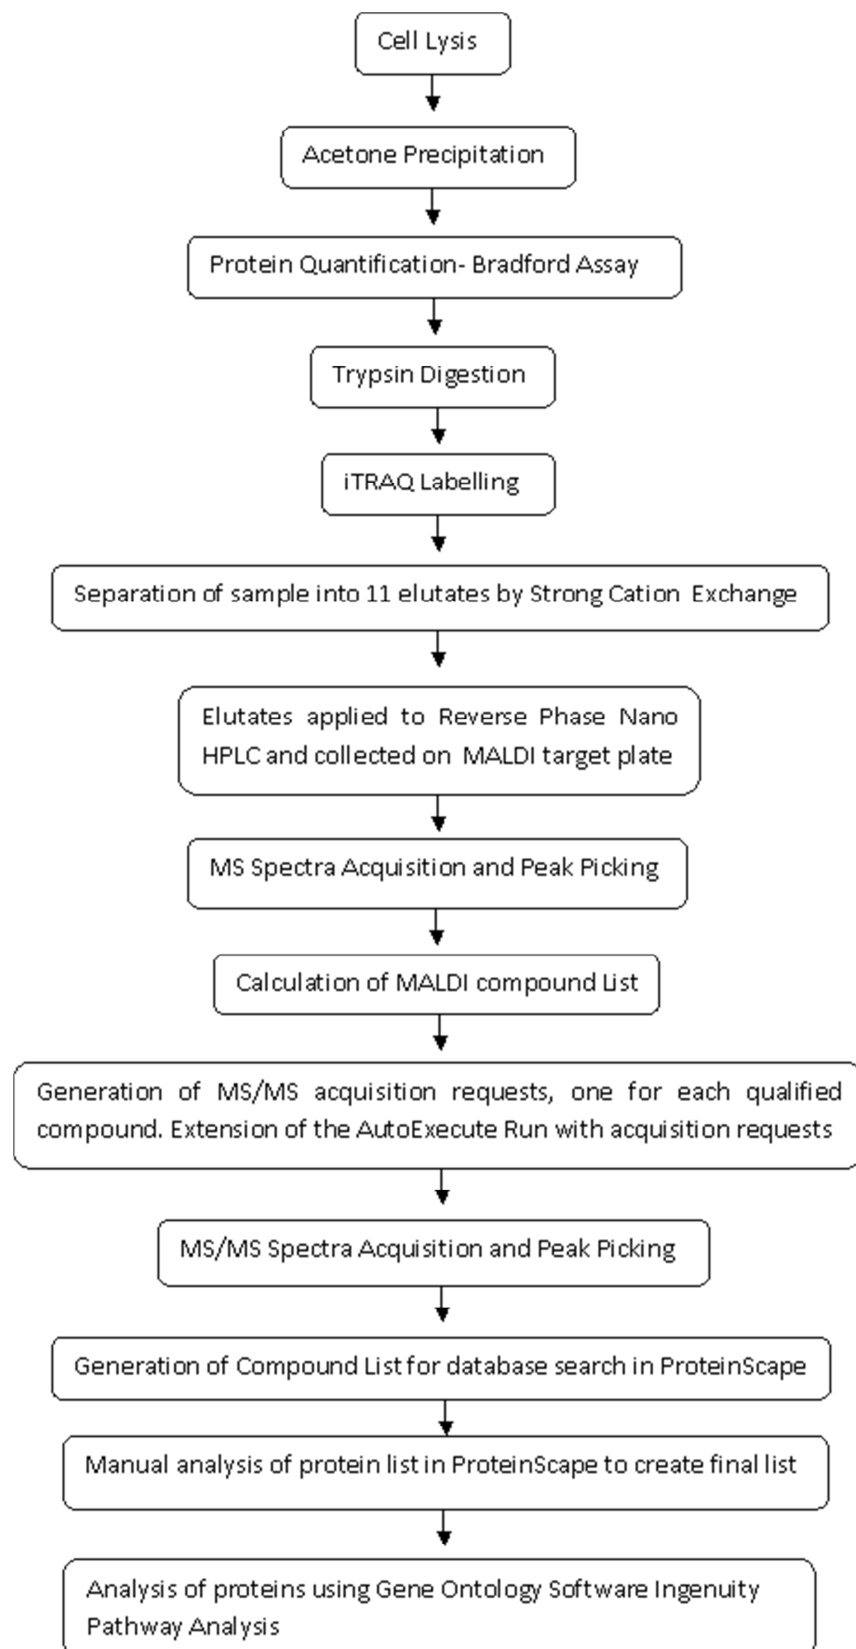 Cell Lysis
Acetone Precipitation
Protein Quantification- Bradford Assay
Trypsin Digestion
iTRAQ Labelling
Separation of sample into 11 elutates by Strong Cation Exchange
Elutates applied to Reverse Phase Nano
HPLC and collected on MALDI target plate
MS Spectra Acquisition and Peak Picking
Calculation of MALDI compound List
Generation of MS/MS acquisition requests, one for each qualified
compound. Extension of the AutoExecute Run with acquisition requests
MS/MS Spectra Acquisition and Peak Picking
Generation of Compound List for database search in ProteinScape
Manual analysis of protein list in ProteinScape to create final list
Analysis of proteins using Gene Ontology Software Ingenuity
Pathway Analysis